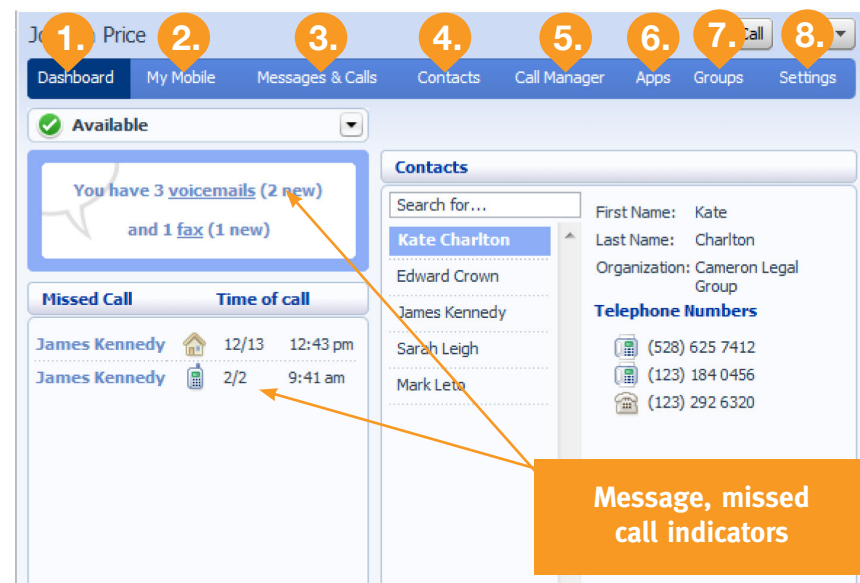 Price
Call
1. 2. 3. 4. 5. 6. 7. 8.
Dashboard My Mobile Messages & Calls Contacts Call Manager Apps Groups Settings
Available
You have 3 voicemails (2 new)
and 1 fax (1 new)
Missed Call Time of call
James Kennedy 12/13 12:43 pm
James Kennedy 2/2 9:41 am
Contacts
Search for...
Kate Charlton
Edward Crown
James Kennedy
Sarah Leigh
Mark Leto
First Name: Kate
Last Name: Charlton
Organization: Cameron Legal
Group
Telephone Numbers
(528) 625 7412
(123) 184 0456
(123) 292 6320
Message, missed
call indicators